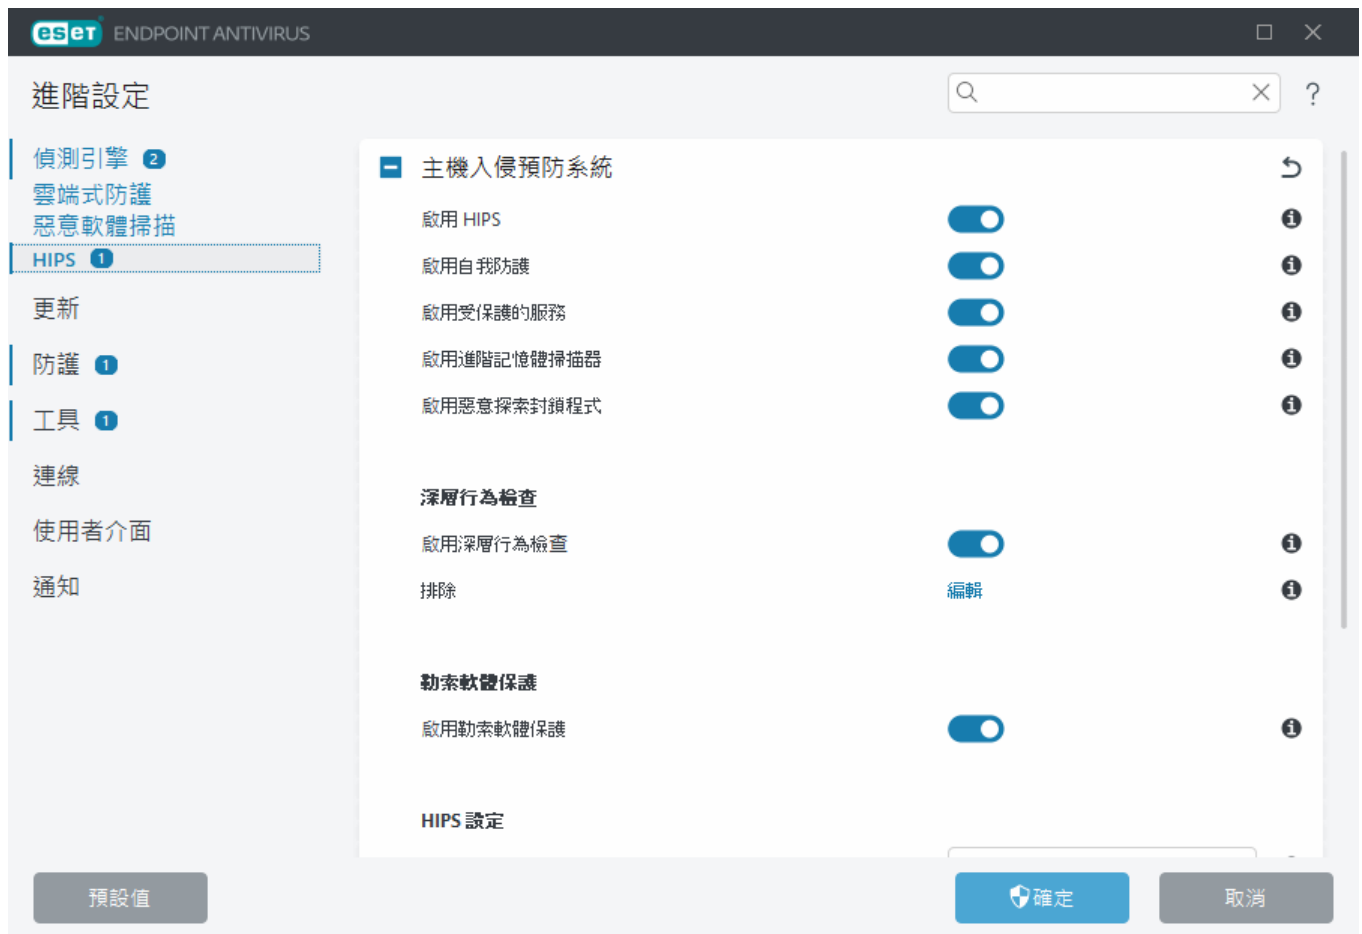 eset ENDPOINT ANTIVIRUS
進階設定
?
偵測引擎 2
雲端式防護
惡意軟體掃描
HIPS 1
更新
防護 1
工具 1
連線
使用者介面
通知
主機入侵預防系統
啟用 HIPS
啟用自我防護
啟用受保護的服務
啟用進階記憶體掃描器
啟用惡意探索封鎖程式
深層行為檢查
啟用深層行為檢查
排除 編輯
勒索軟體保護
啟用勒索軟體保護
HIPS 設定
預設值
確定
取消